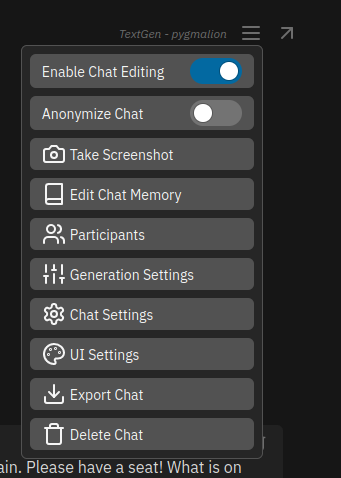 TextGen - pygmalion
Enable Chat Editing
Anonymize Chat
Take Screenshot
Edit Chat Memory
Participants
Generation Settings
Chat Settings
UI Settings
Export Chat
Delete Chat
ain. Please have a seat! What is on